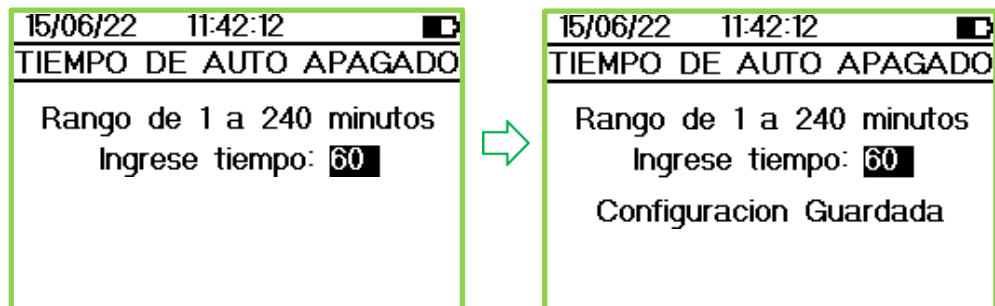 15/06/22 11:42:12
TIEMPO DE AUTO APAGADO
Rango de 1 a 240 minutos
Ingrese tiempo: 60
15/06/22 11:42:12
TIEMPO DE AUTO APAGADO
Rango de 1 a 240 minutos
Ingrese tiempo: 60
Configuracion Guardada